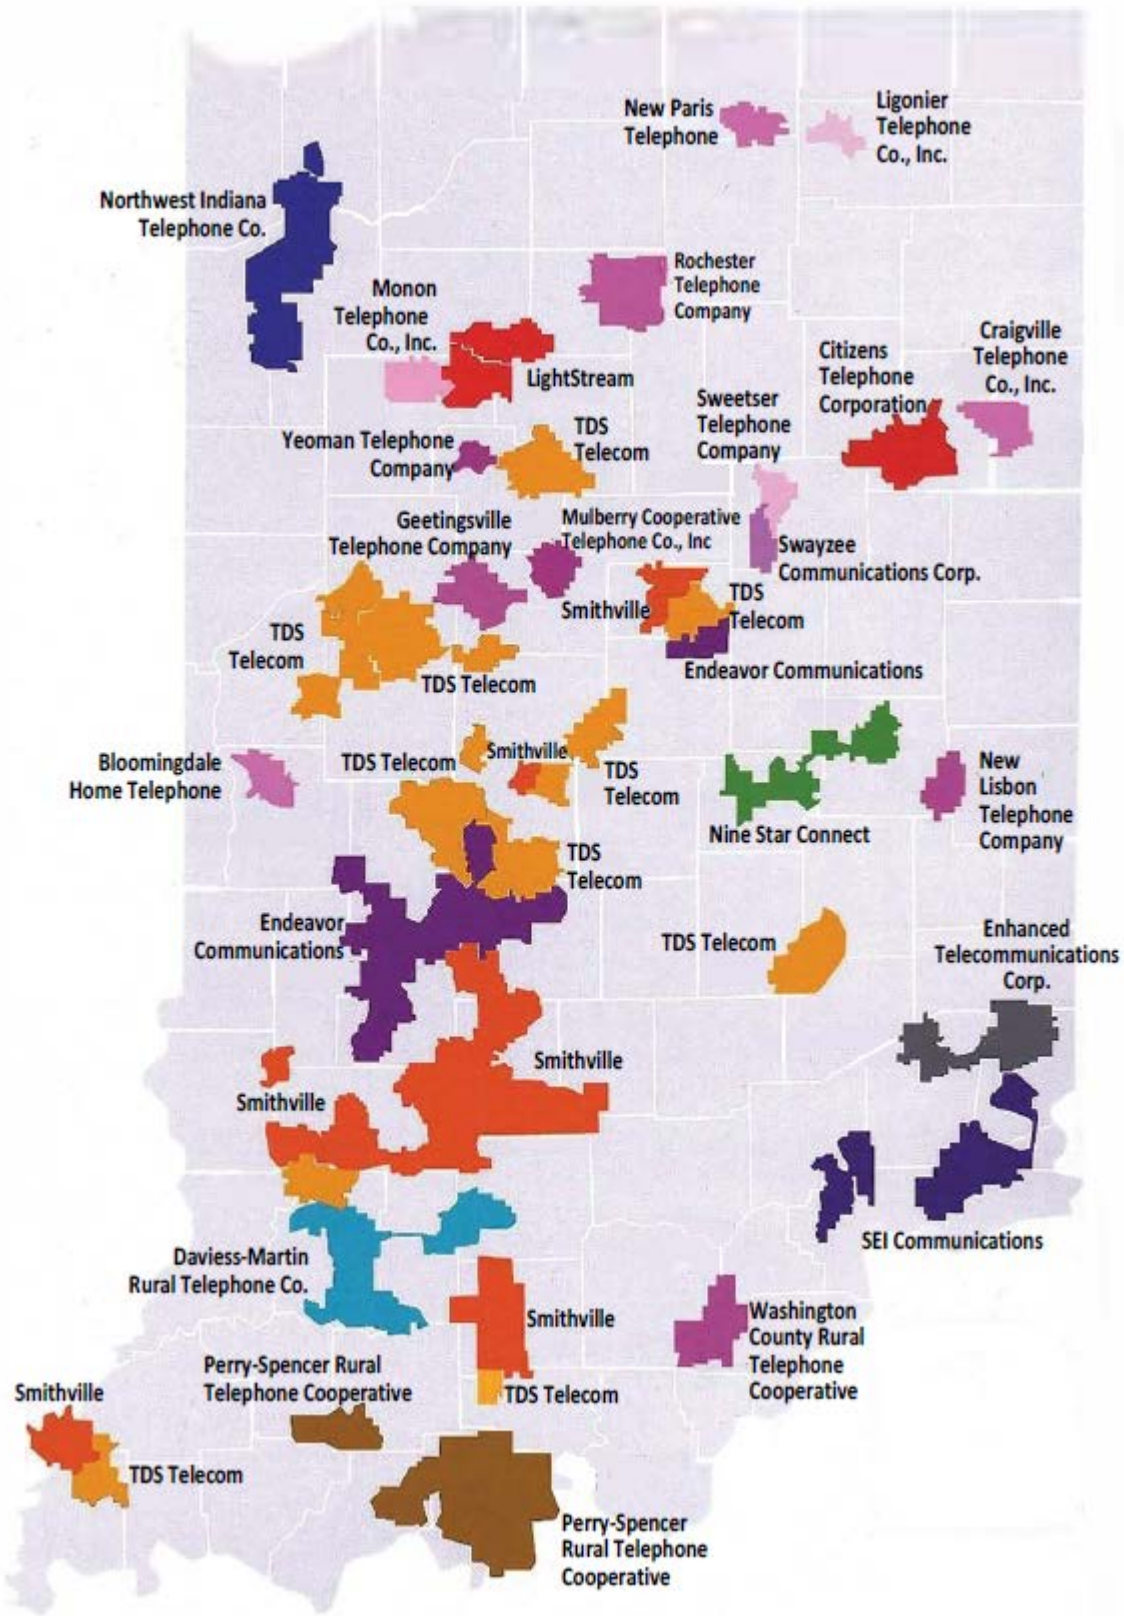 New Paris
Telephone
Ligonier
Telephone
Co., Inc.
Northwest Indiana
Telephone Co.
Rochester
Telephone
Company
Monon
Telephone
Co., Inc.
LightStream
Citizens
Telephone
Corporation
Craigville
Telephone
Co., Inc.
Sweetser
Telephone
Company
Yeoman Telephone
Company
TDS
Telecom
Geetingsville
Telephone Company
Mulberry Cooperative
Telephone Co., Inc
Swayzee
Communications Corp.
Smithville
TDS
Telecom
Endeavor Communications
TDS
Telecom
TDS Telecom
Bloomingdale
Home Telephone
TDS Telecom
Smithville
TDS
Telecom
Nine Star Connect
New
Lisbon
Telephone
Company
TDS
Telecom
Endeavor
Communications
TDS Telecom
Enhanced
Telecommunications
Corp.
Smithville
Smithville
SEI Communications
Daviess-Martin
Rural Telephone Co.
Smithville
Washington
County Rural
Telephone
Cooperative
Perry-Spencer Rural
Telephone Cooperative
TDS Telecom
Smithville
TDS Telecom
Perry-Spencer
Rural Telephone
Cooperative